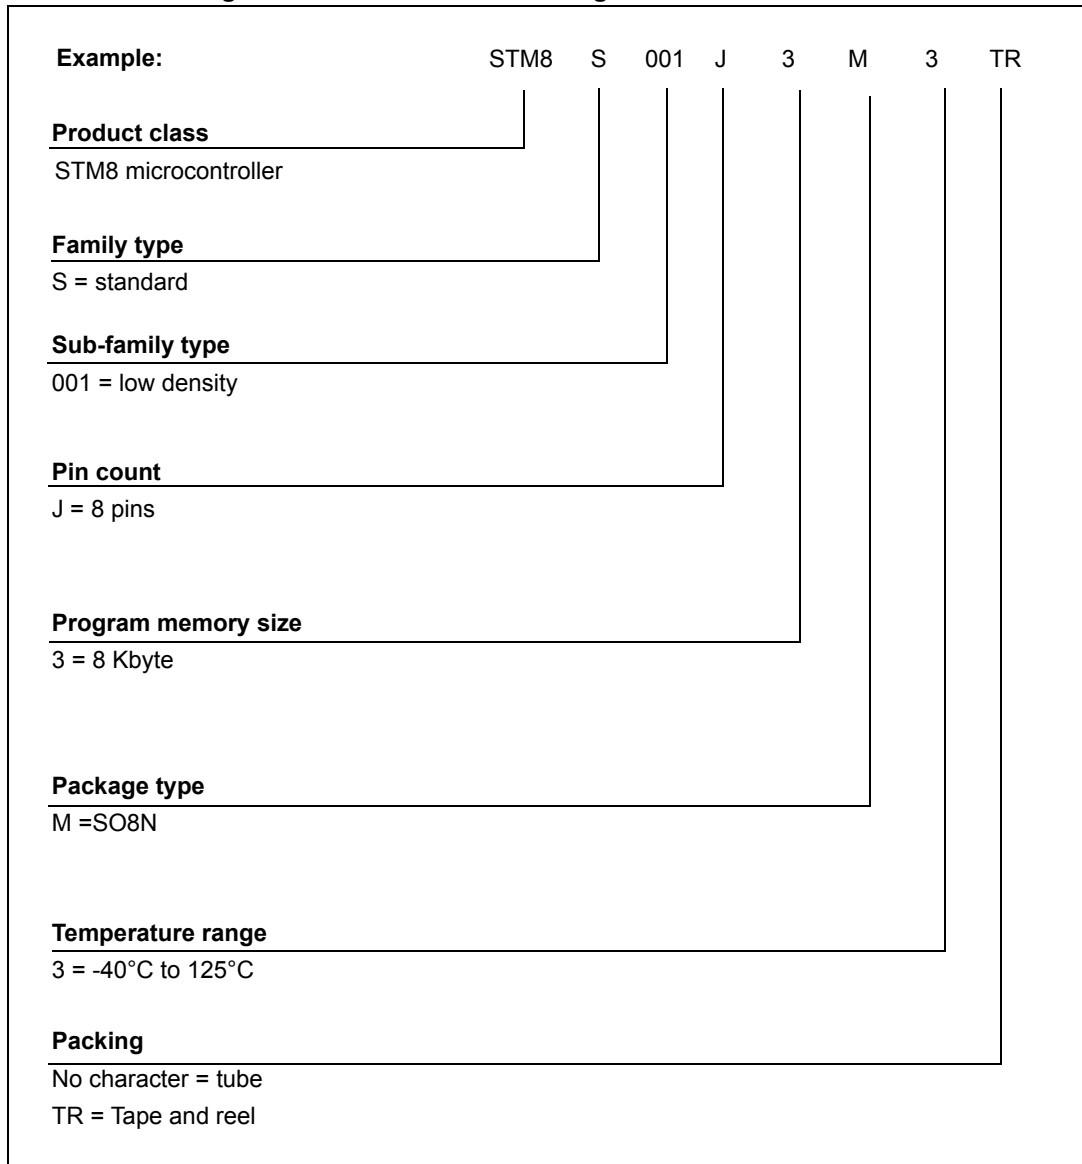 Example: STM8 S 001 J 3 M 3 TR
Product class
STM8 microcontroller
Family type
S = standard
Sub-family type
001 = low density
Pin count
J = 8 pins
Program memory size
3 = 8 Kbyte
Package type
M =SO8N
Temperature range
3 = -40°C to 125°C
Packing
No character = tube
TR = Tape and reel